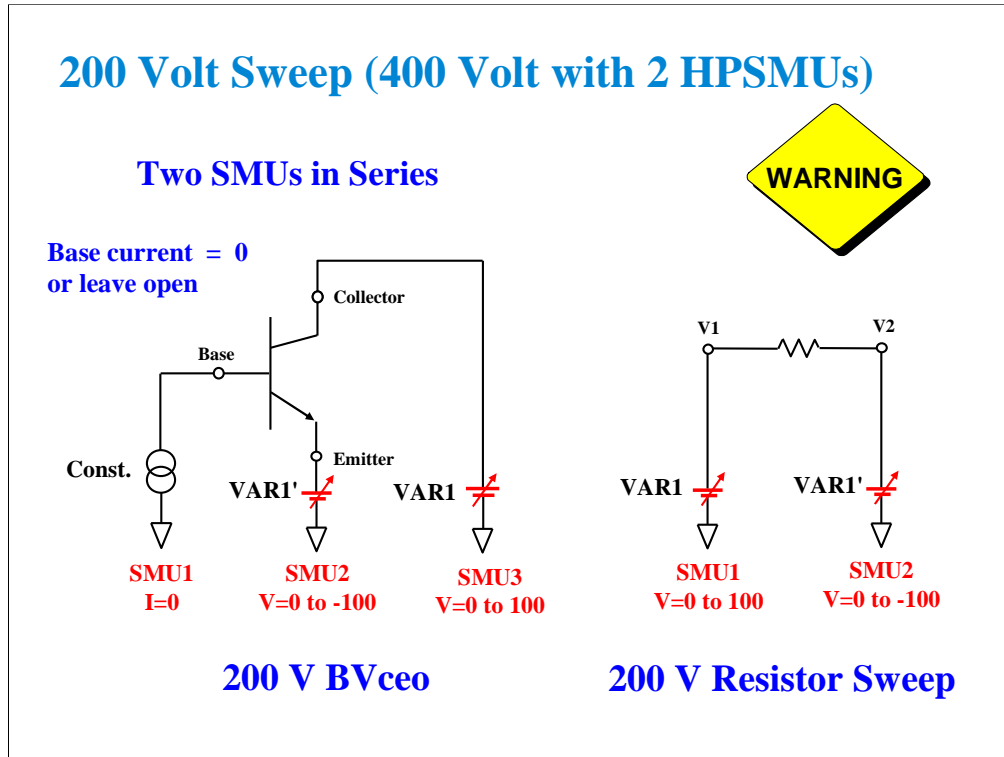 200 Volt Sweep (400 Volt with 2 HPSMUs)
Two SMUs in Series
WARNING
Base current = 0
or leave open
Collector
Base
Emitter
Const.
VAR1'
VAR1
SMU1
I=0
SMU2
V=0 to -100
SMU3
V=0 to 100
200 V BVceo
V1
V2
VAR1
VAR1'
SMU1
V=0 to 100
SMU2
V=0 to -100
200 V Resistor Sweep